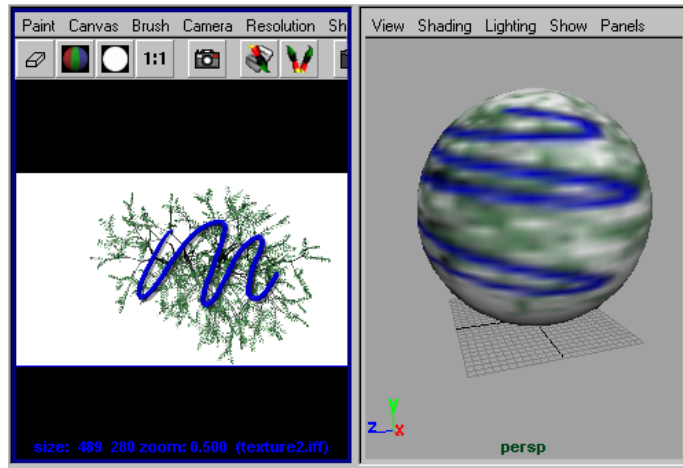 Paint Canvas Brush Camera Resolution Sh
View Shading Lighting Show Panels
1:1
y
z x
size: 489 280 zoom: 0.500 (texture2.iff)
persp